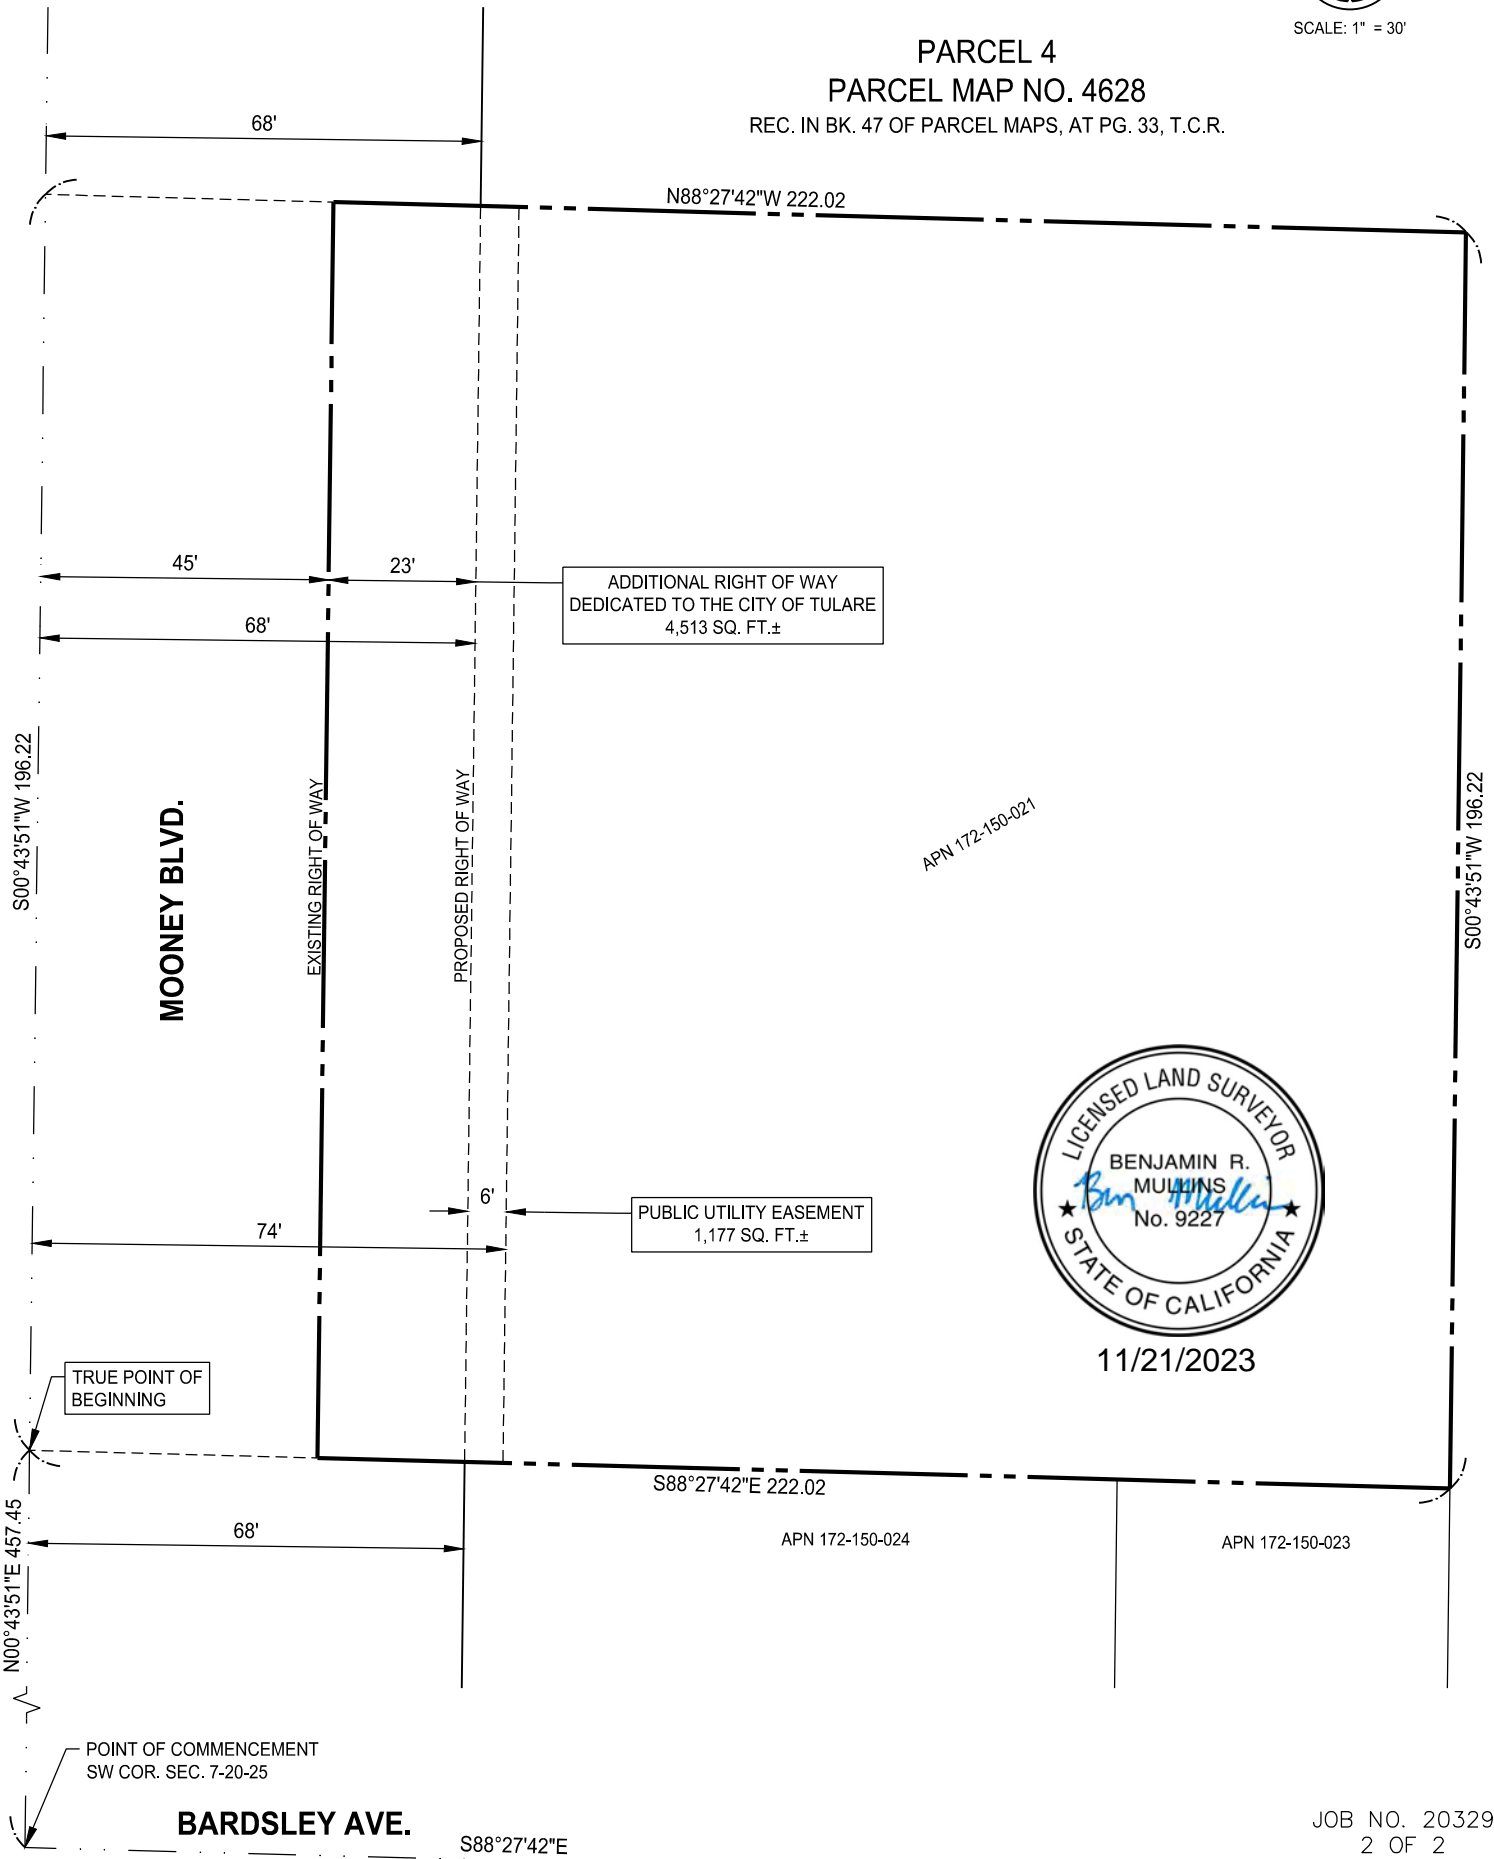 SCALE: 1" = 30'
PARCEL 4
PARCEL MAP NO. 4628
REC. IN BK. 47 OF PARCEL MAPS, AT PG. 33, T.C.R.
68'
N88°27'42"W 222.02
45'
23'
ADDITIONAL RIGHT OF WAY
DEDICATED TO THE CITY OF TULARE
4,513 SQ. FT.±
68'
S00°43'51"W 196.22
MOONEY BLVD.
EXISTING RIGHT OF WAY
PROPOSED RIGHT OF WAY
APN 172-150-021
S00°43'51"W 196.22
LICENSED LAND SURVEYOR
BENJAMIN R.
MULLINS
Ben Mullins
No. 9227
STATE OF CALIFORNIA
11/21/2023
6'
PUBLIC UTILITY EASEMENT
1,177 SQ. FT.±
74'
TRUE POINT OF
BEGINNING
S88°27'42"E 222.02
N00°43'51"E 457.45
68'
APN 172-150-024
APN 172-150-023
POINT OF COMMENCEMENT
SW COR. SEC. 7-20-25
BARDSLEY AVE.
S88°27'42"E
JOB NO. 20329
2 OF 2